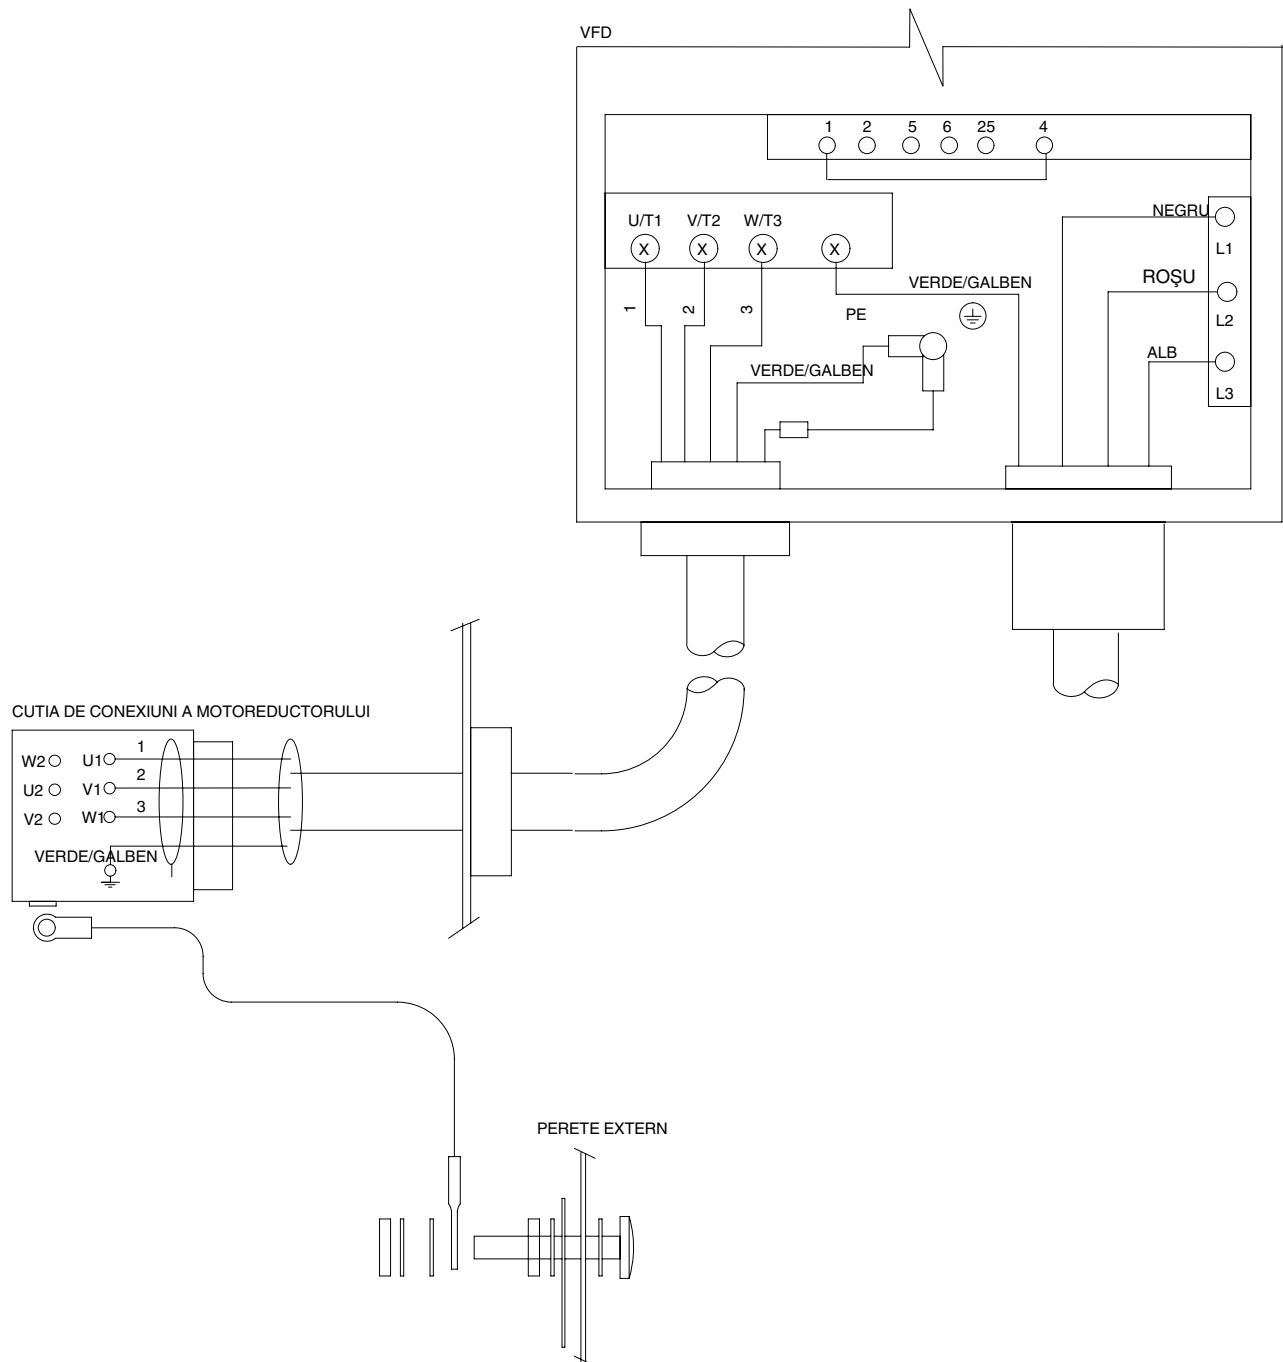 VFD
1 2 5 6 25 4
U/T1 V/T2 W/T3
X X X X
NEGRU
L1
ROŞU
L2
ALB
L3
VERDE/GALBEN
1 2 3
PE
VERDE/GALBEN
CUTIA DE CONEXIUNI A MOTOREDUCTORULUI
W2 U1 1
U2 V1 2
V2 W1 3
VERDE/GALBEN
PERETE EXTERN